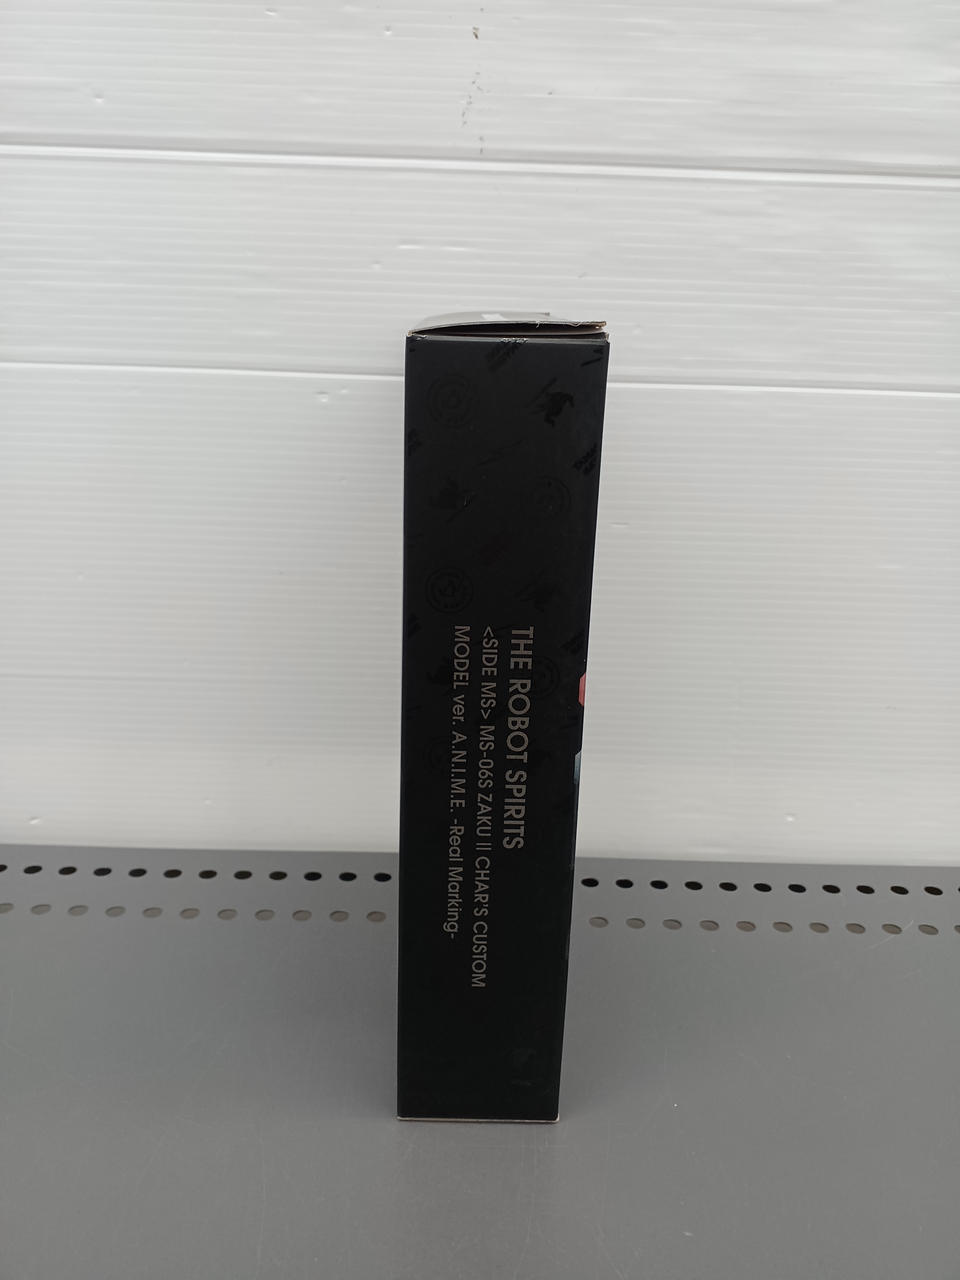 THE ROBOT SPIRITS
<SIDE MS> MS-06S ZAKU II CHAR'S CUSTOM
MODEL ver. A.N.I.M.E. -Real Marking-